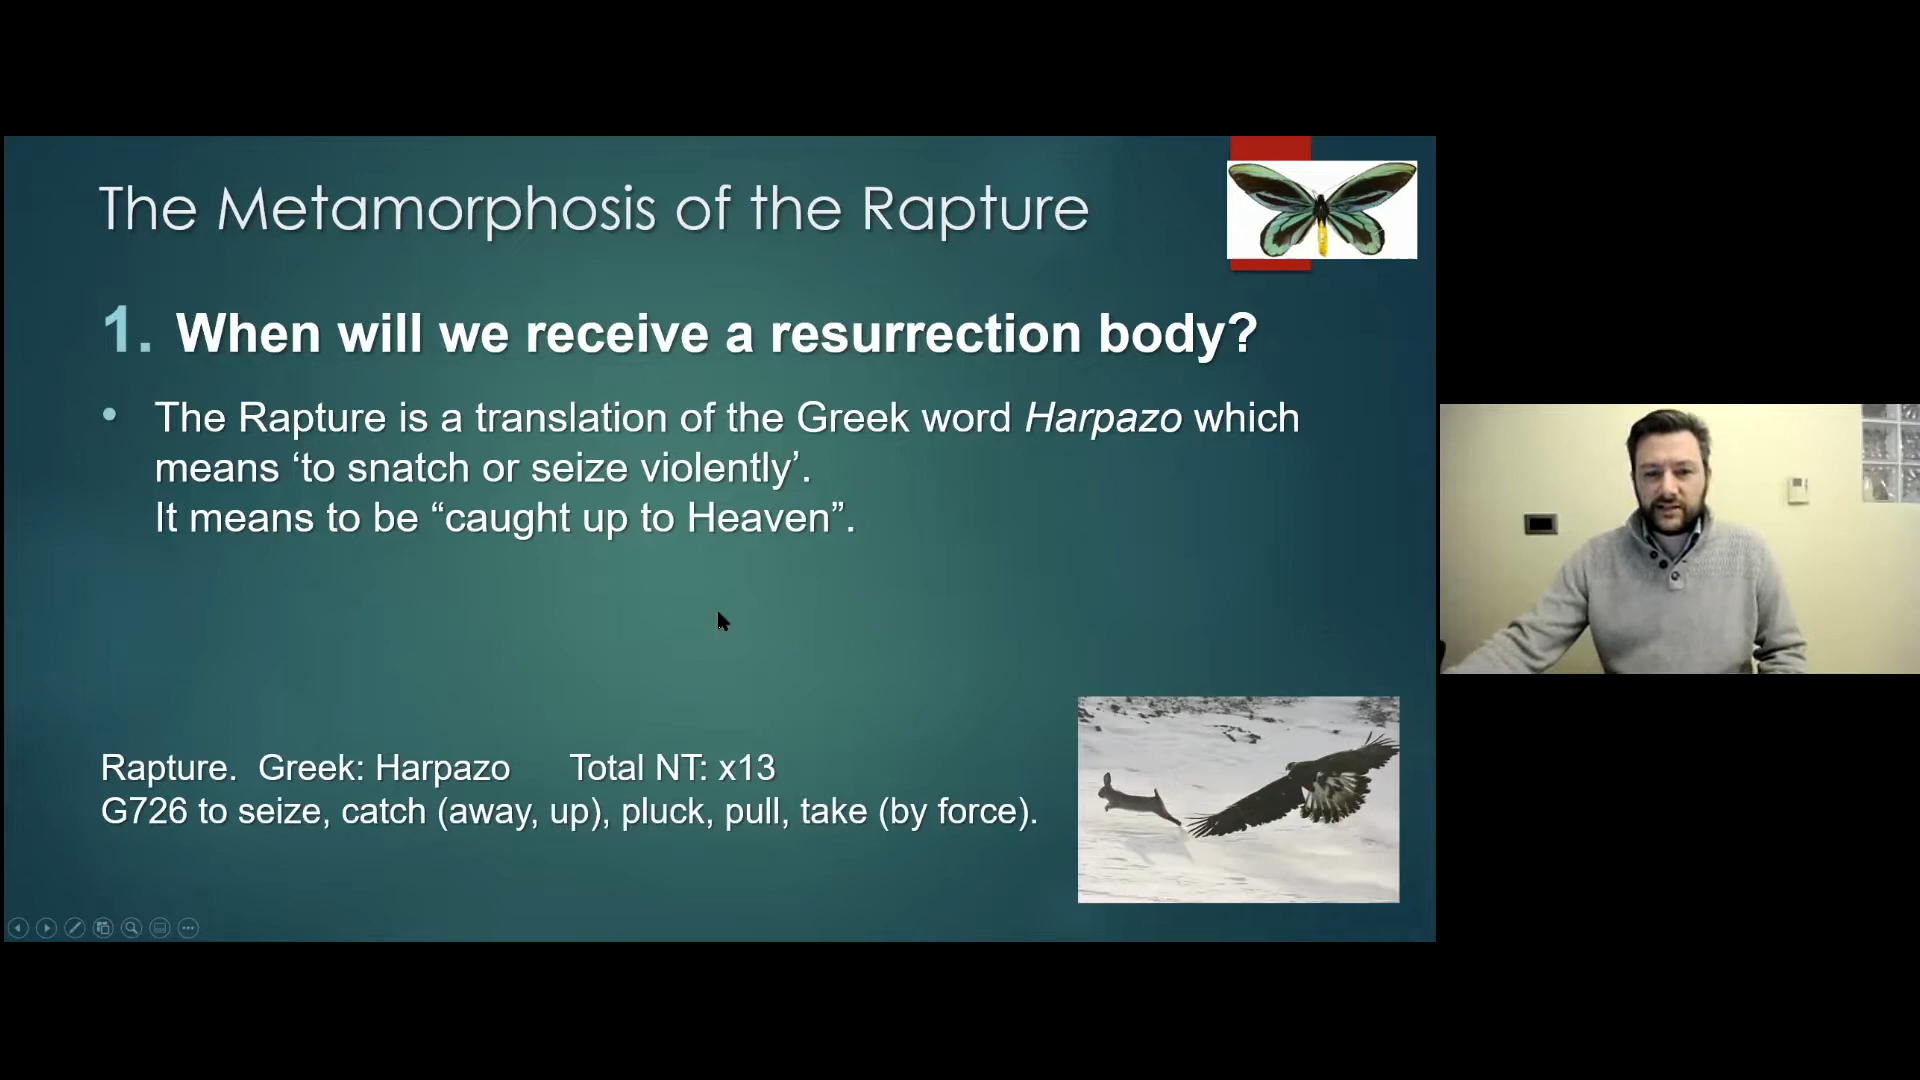 The Metamorphosis of the Rapture
1. When will we receive a resurrection body?
• The Rapture is a translation of the Greek word Harpazo which
means ‘to snatch or seize violently’.
It means to be “caught up to Heaven”.
Rapture. Greek: Harpazo Total NT: x13
G726 to seize, catch (away, up), pluck, pull, take (by force).